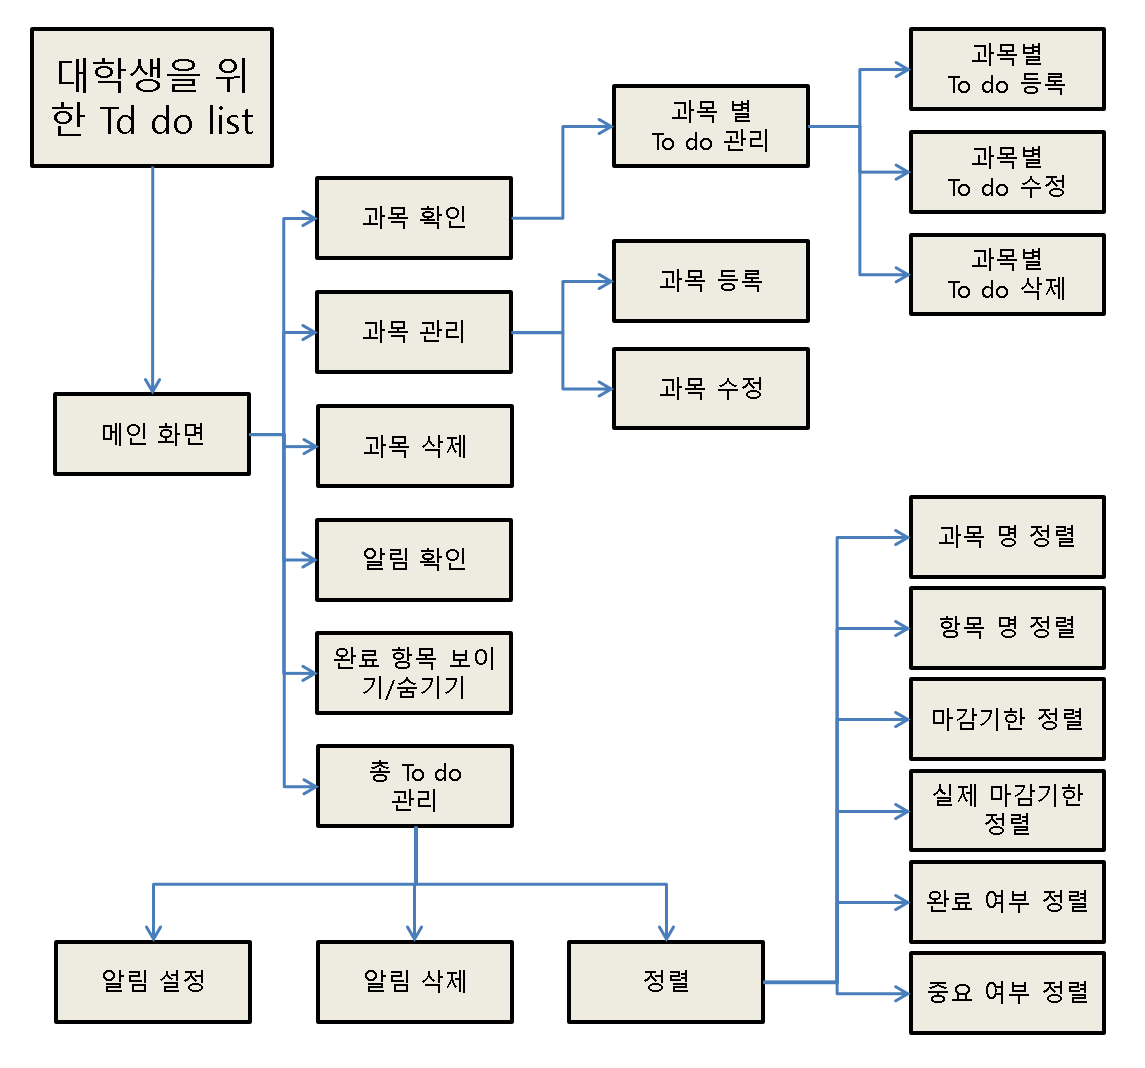 대학생을 위
한 Td do list
메인 화면
과목 확인
과목 관리
과목 삭제
알림 확인
완료 항목 보이
기/숨기기
총 To do
관리
과목 별
To do 관리
과목 등록
과목 수정
과목별
To do 등록
과목별
To do 수정
과목별
To do 삭제
알림 설정
알림 삭제
정렬
과목 명 정렬
항목 명 정렬
마감기한 정렬
실제 마감기한
정렬
완료 여부 정렬
중요 여부 정렬